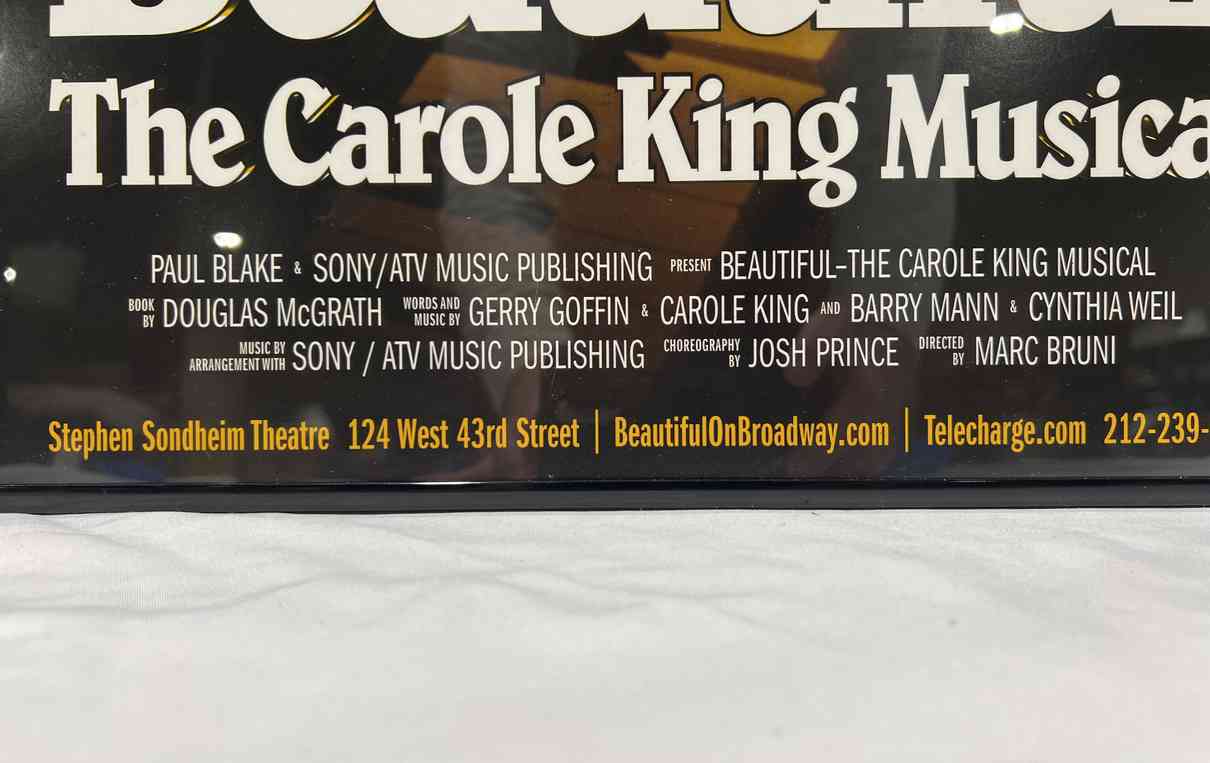 Beautiful
The Carole King Musica
PAUL BLAKE & SONY/ATV MUSIC PUBLISHING PRESENT BEAUTIFUL–THE CAROLE KING MUSICAL
BOOK BY DOUGLAS McGRATH WORDS AND MUSIC BY GERRY GOFFIN & CAROLE KING AND BARRY MANN & CYNTHIA WEIL
MUSIC BY ARRANGEMENT WITH SONY / ATV MUSIC PUBLISHING CHOREOGRAPHY BY JOSH PRINCE DIRECTED BY MARC BRUNI
Stephen Sondheim Theatre 124 West 43rd Street | BeautifulOnBroadway.com | Telecharge.com 212-239-